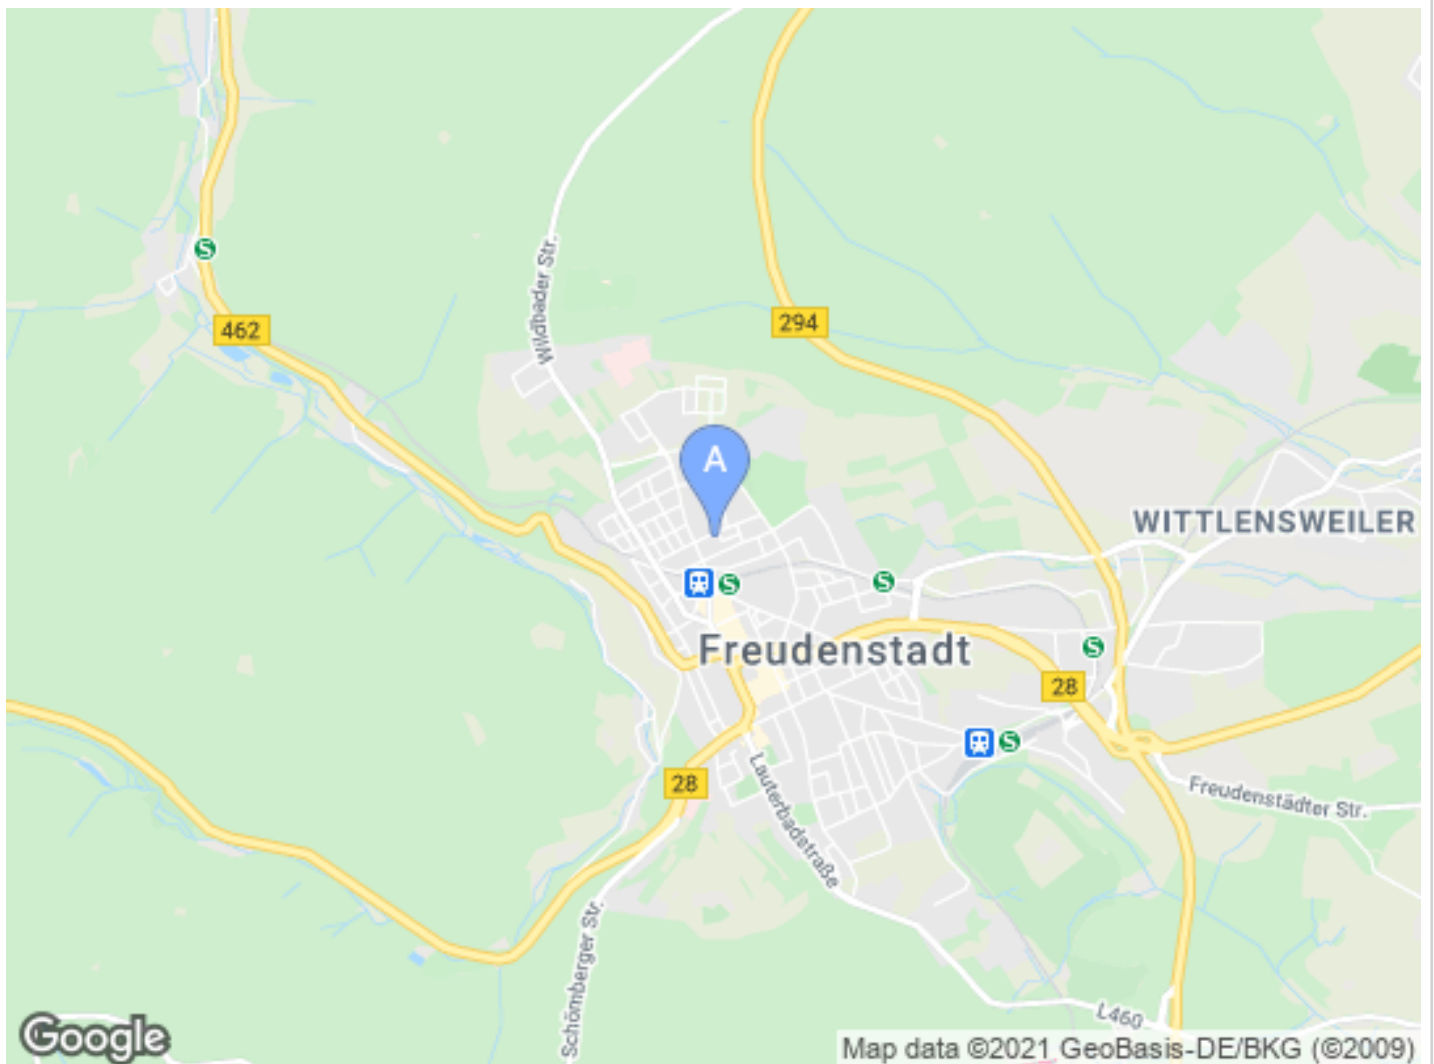 Wildbader Str.
S
462
294
A
WITTLENSWEILER
S
S
Freudenstadt
S
28
S
28
Lauterbadstraße
Freudenstädter Str.
Schömberger Str.
L460
Google
Map data ©2021 GeoBasis-DE/BKG (©2009)